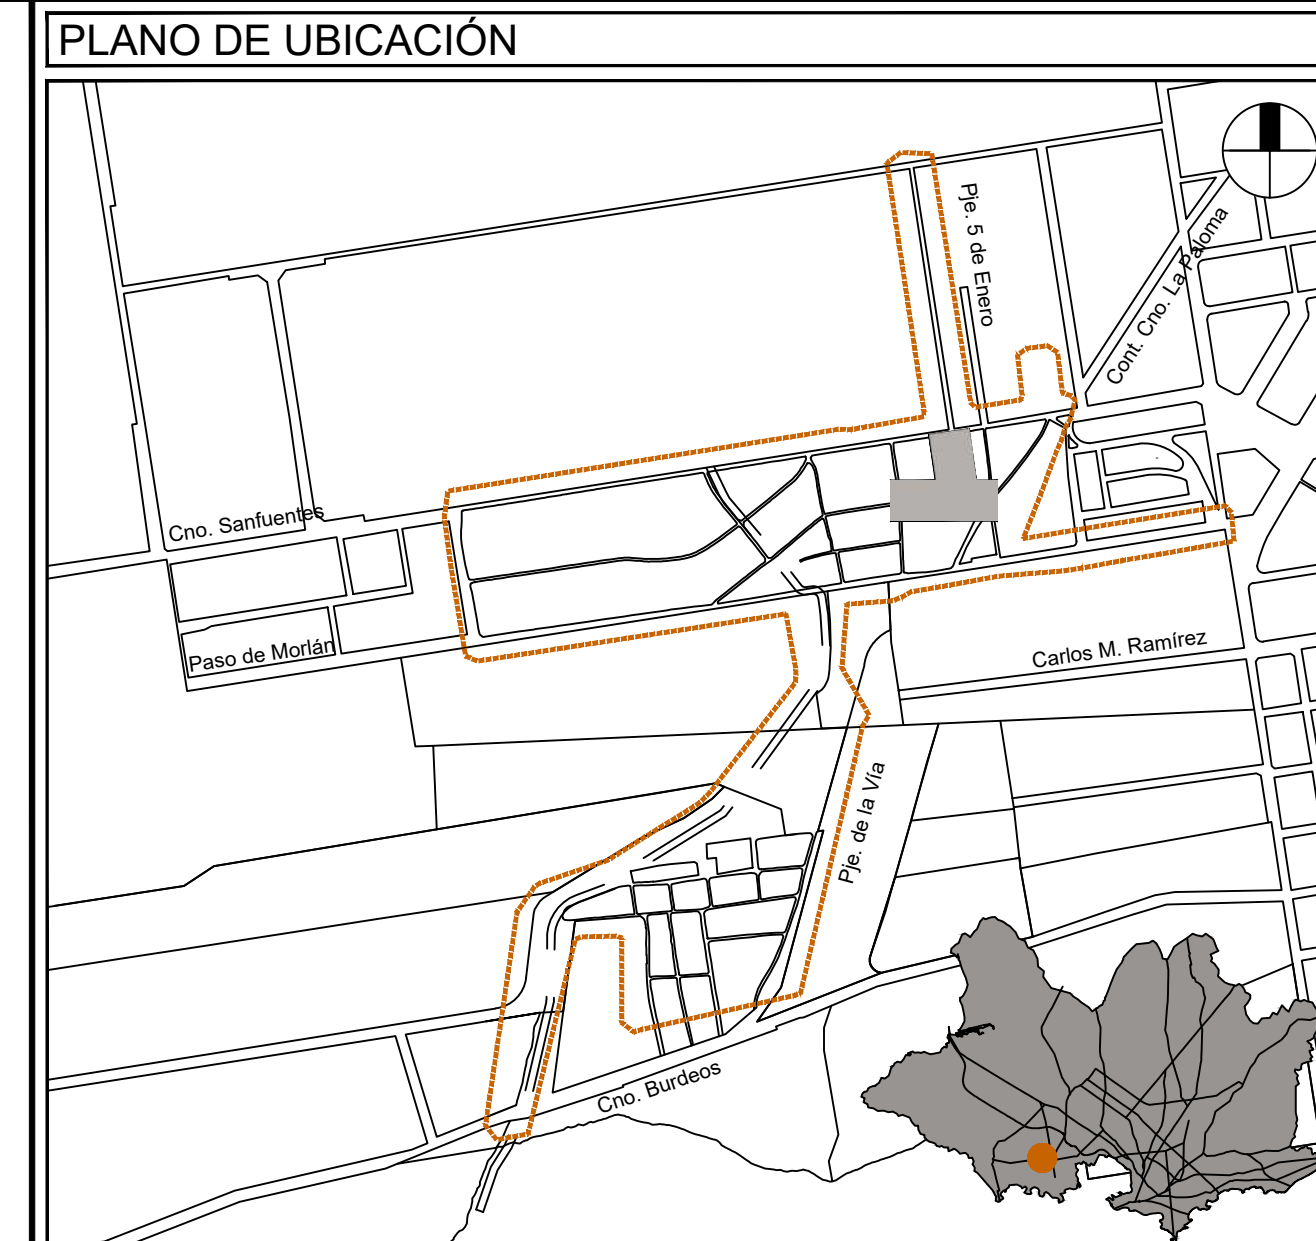 PLANO DE UBICACIÓN
Pje. 5 de Enero
Cont. Cno. La Paloma
Cno. Sanfuentes
Paso de Morlán
Carlos M. Ramírez
Pje. de la Vía
Cno. Burdeos